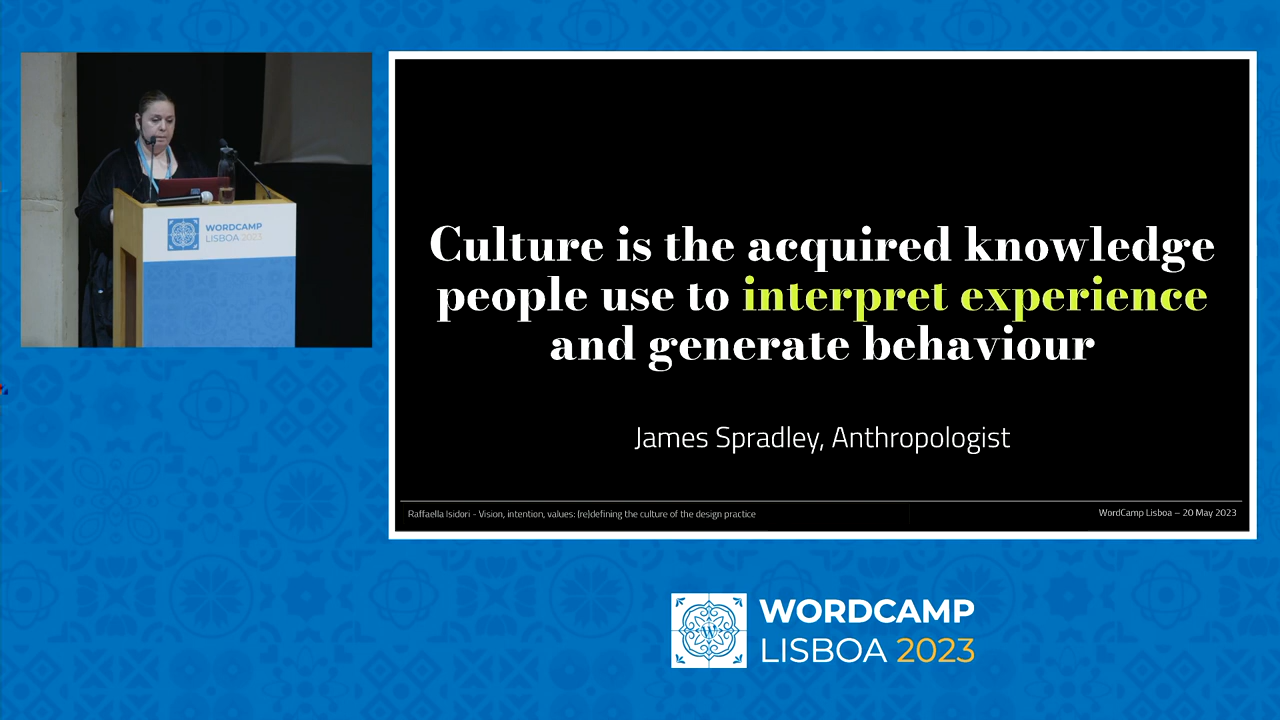 WORDCAMP
LISBOA 2023
Culture is the acquired knowledge
people use to interpret experience
and generate behaviour
James Spradley, Anthropologist
Raffaella Isidori - Vision, intention, values: (re)defining the culture of the design practice
WordCamp Lisboa – 20 May 2023
WORDCAMP
LISBOA 2023